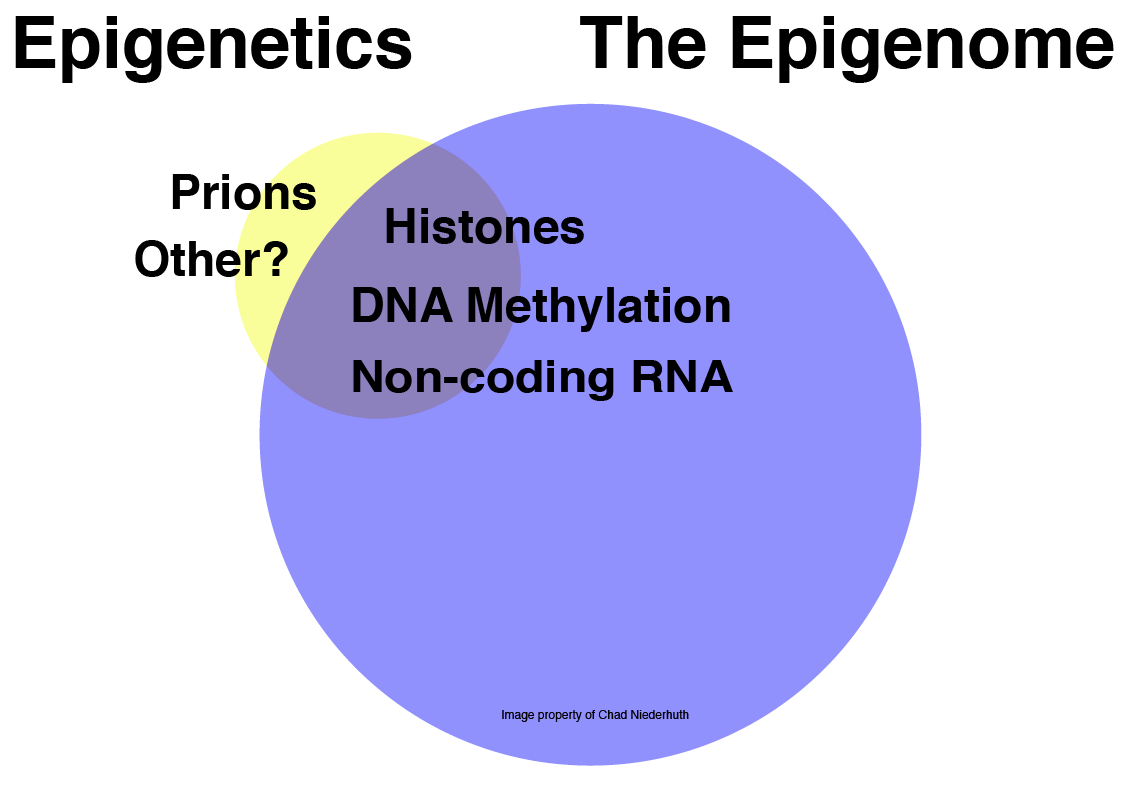 Epigenetics
The Epigenome
Prions
Other?
Histones
DNA Methylation
Non-coding RNA
Image property of Chad Niederhuth